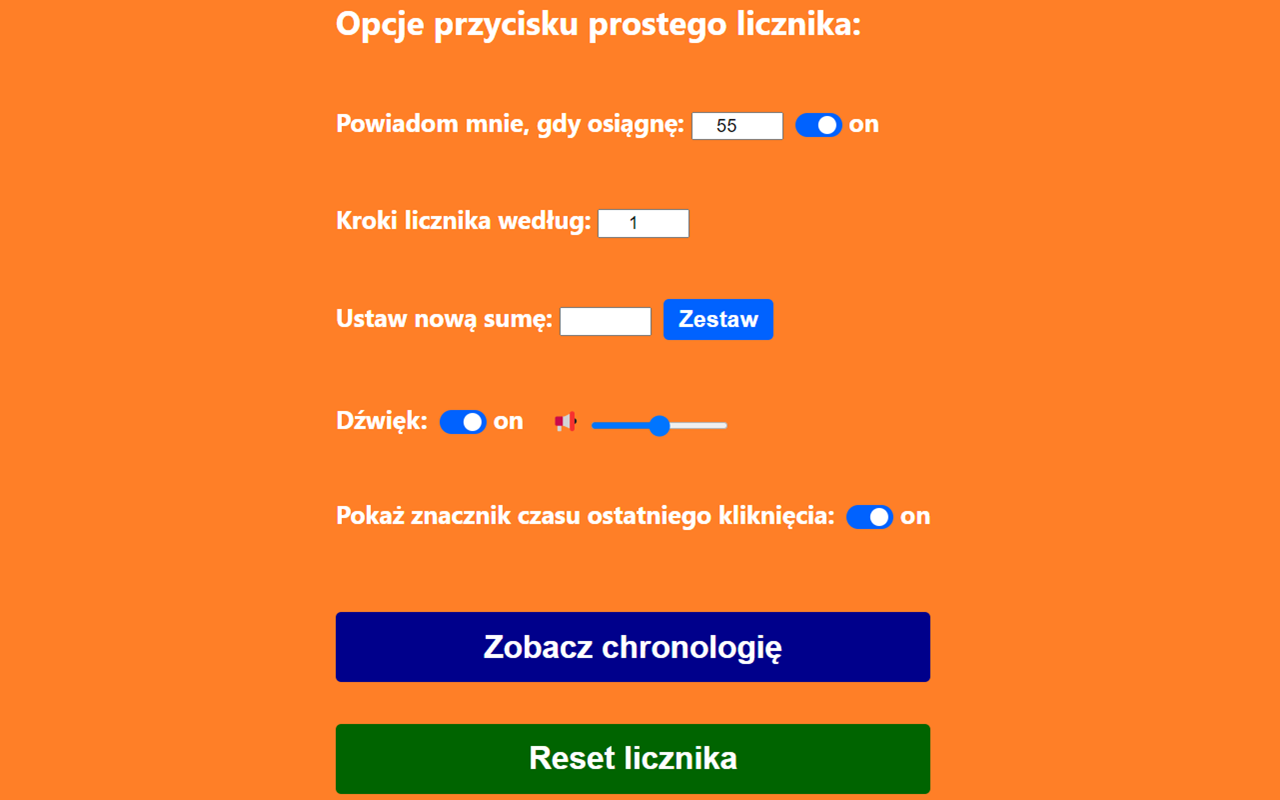 Opcje przycisku prostego licznika:
Powiadom mnie, gdy osiągnę: 55 on
Kroki licznika według: 1
Ustaw nową sumę: Zestaw
Dźwięk: on
Pokaż znacznik czasu ostatniego kliknięcia: on
Zobacz chronologię
Reset licznika